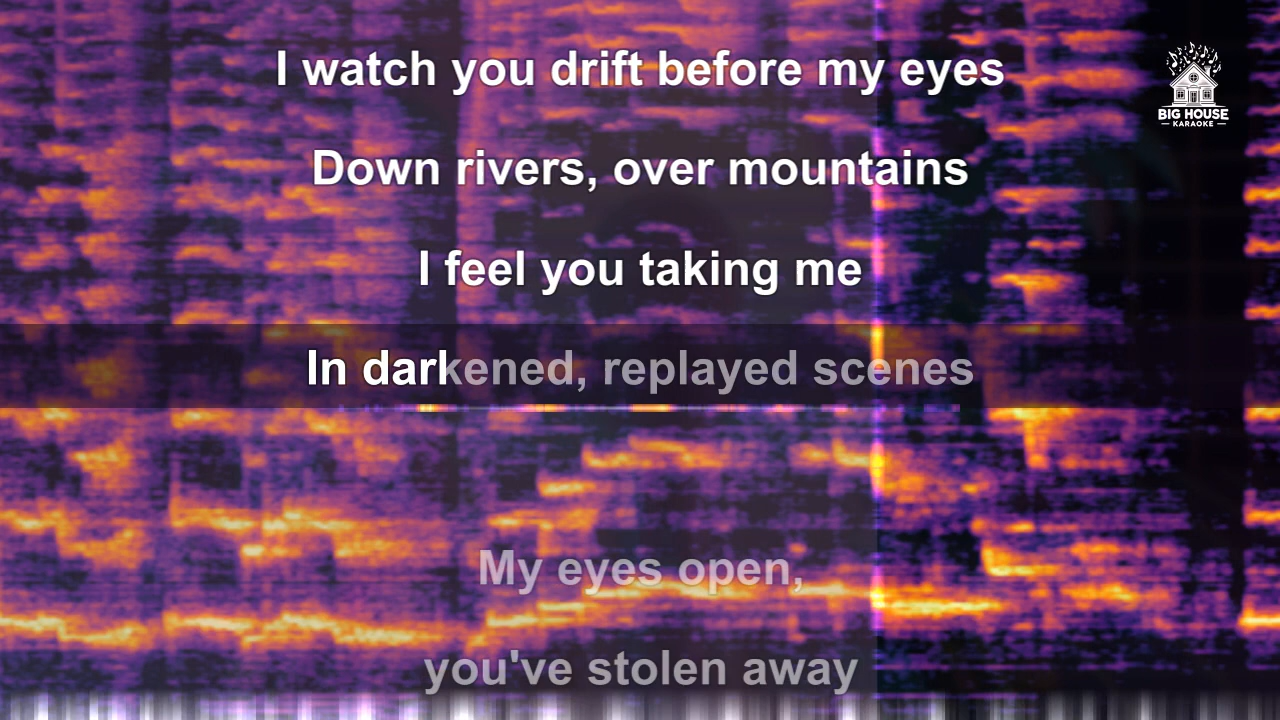 I watch you drift before my eyes
BIG HOUSE
KARAOKE
Down rivers, over mountains
I feel you taking me
In darkened, replayed scenes
My eyes open,
you've stolen away